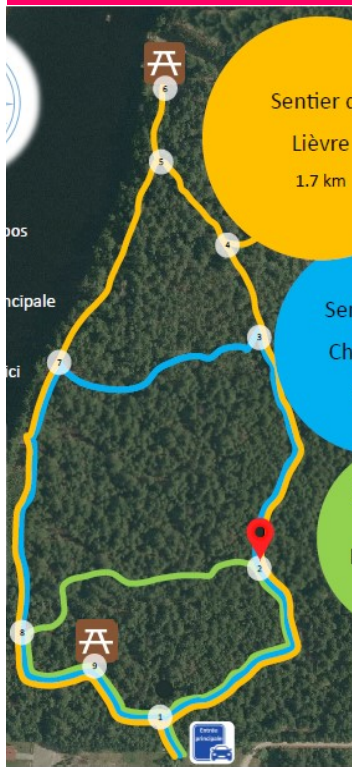 Sentier d
Lièvre
1.7 km
pos
ncipale
ici
Sen
Ch
6
5
4
3
7
2
8
9
1
Entrée
principale